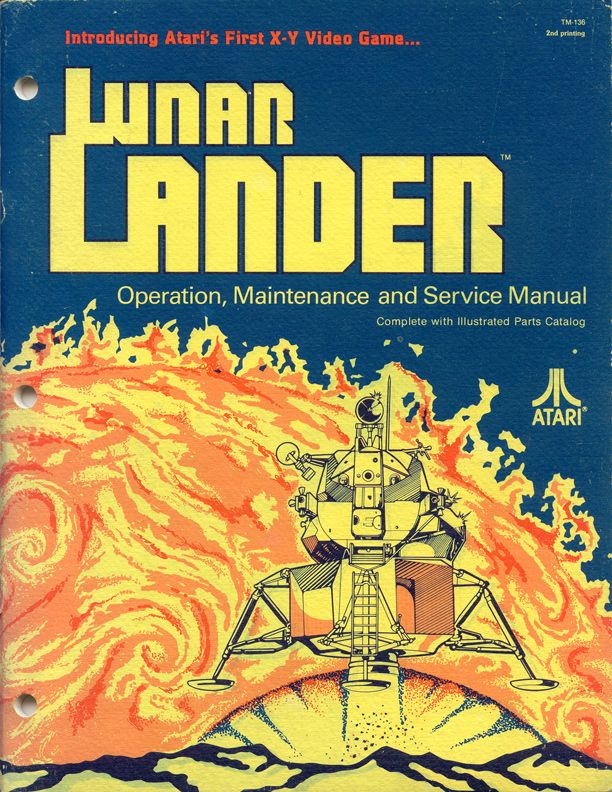 TM-136
2nd printing
Introducing Atari's First X-Y Video Game...
LUNAR
LANDER™
Operation, Maintenance and Service Manual
Complete with Illustrated Parts Catalog
ATARI®